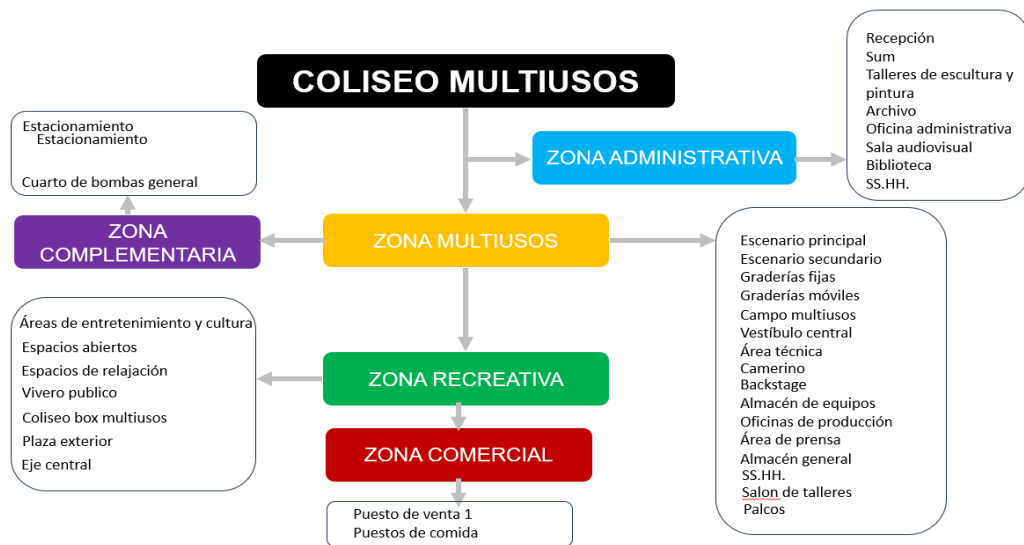 COLISEO MULTIUSOS
Recepción
Sum
Talleres de escultura y
pintura
Archivo
Oficina administrativa
Sala audiovisual
Biblioteca
SS.HH.
ZONA ADMINISTRATIVA
Estacionamiento
Estacionamiento
Cuarto de bombas general
ZONA
COMPLEMENTARIA
ZONA MULTIUSOS
Escenario principal
Escenario secundario
Graderías fijas
Graderías móviles
Campo multiusos
Vestíbulo central
Área técnica
Camerino
Backstage
Almacén de equipos
Oficinas de producción
Área de prensa
Almacén general
SS.HH.
Salon de talleres
Palcos
Áreas de entretenimiento y cultura
Espacios abiertos
Espacios de relajación
Vivero publico
Coliseo box multiusos
Plaza exterior
Eje central
ZONA RECREATIVA
ZONA COMERCIAL
Puesto de venta 1
Puestos de comida